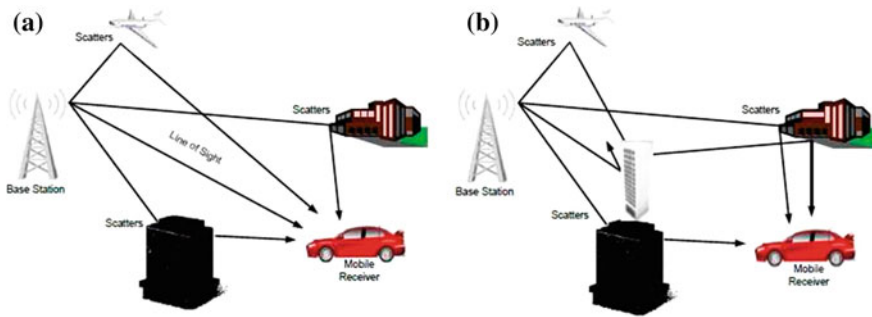 (a)
Scatters
Scatters
Line of Sight
Base Station
Scatters
Mobile
Receiver
(b)
Scatters
Scatters
Base Station
Scatters
Mobile
Receiver